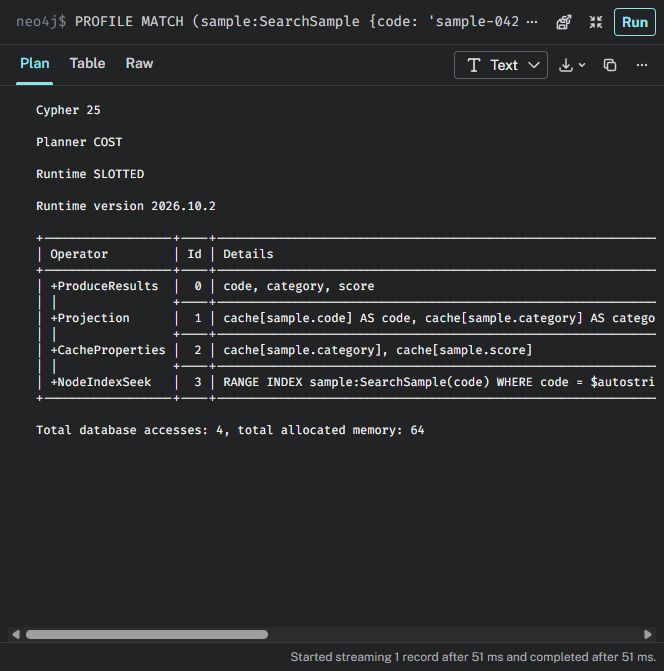 neo4j$ PROFILE MATCH (sample:SearchSample {code: 'sample-042 ··· Run
Plan Table Raw Text ···
Cypher 25
Planner COST
Runtime SLOTTED
Runtime version 2026.10.2
+------------------+----+------------------------------
| Operator | Id | Details
+------------------+----+------------------------------
| +ProduceResults | 0 | code, category, score
| | +----+------------------------------
| +Projection | 1 | cache[sample.code] AS code, cache[sample.category] AS catego
| | +----+------------------------------
| +CacheProperties | 2 | cache[sample.category], cache[sample.score]
| | +----+------------------------------
| +NodeIndexSeek | 3 | RANGE INDEX sample:SearchSample(code) WHERE code = $autostri
+------------------+----+------------------------------
Total database accesses: 4, total allocated memory: 64
Started streaming 1 record after 51 ms and completed after 51 ms.